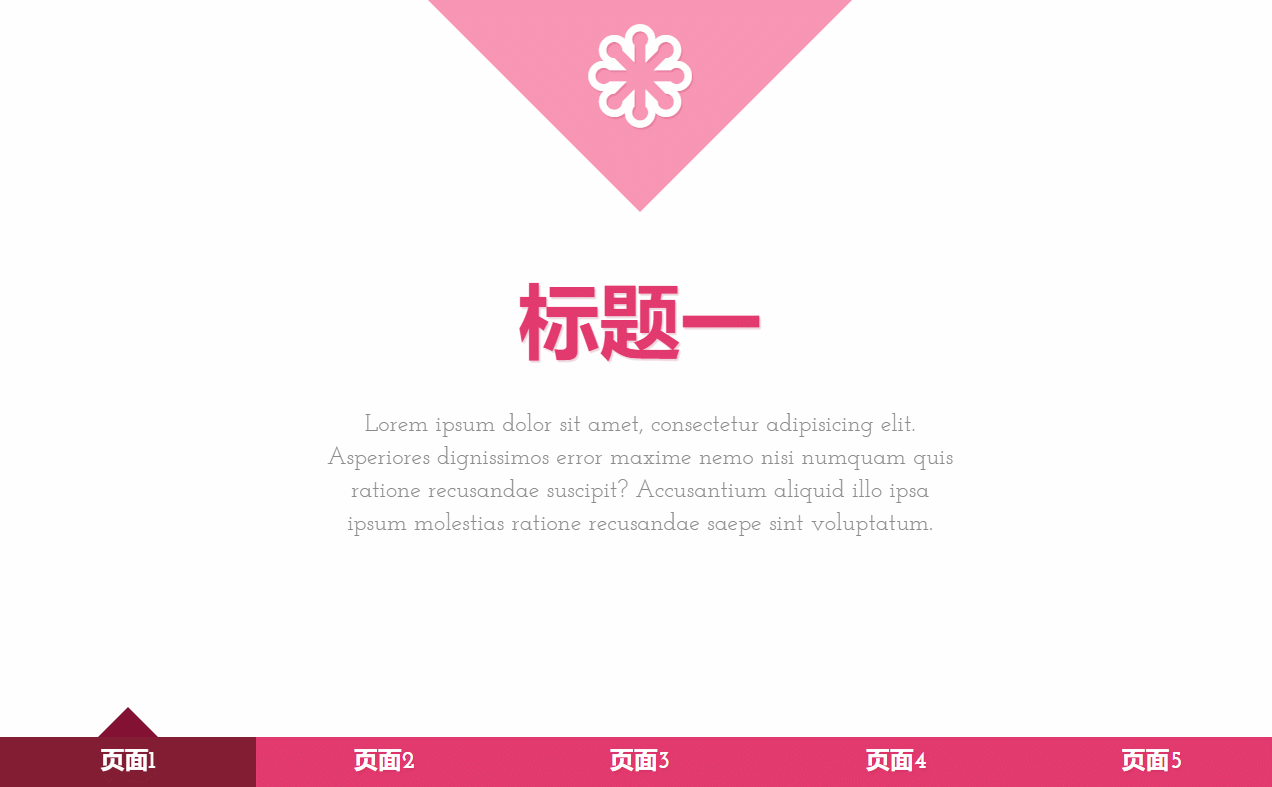 标题一
Lorem ipsum dolor sit amet, consectetur adipisicing elit.
Asperiores dignissimos error maxime nemo nisi numquam quis
ratione recusandae suscipit? Accusantium aliquid illo ipsa
ipsum molestias ratione recusandae saepe sint voluptatum.
页面1 页面2 页面3 页面4 页面5